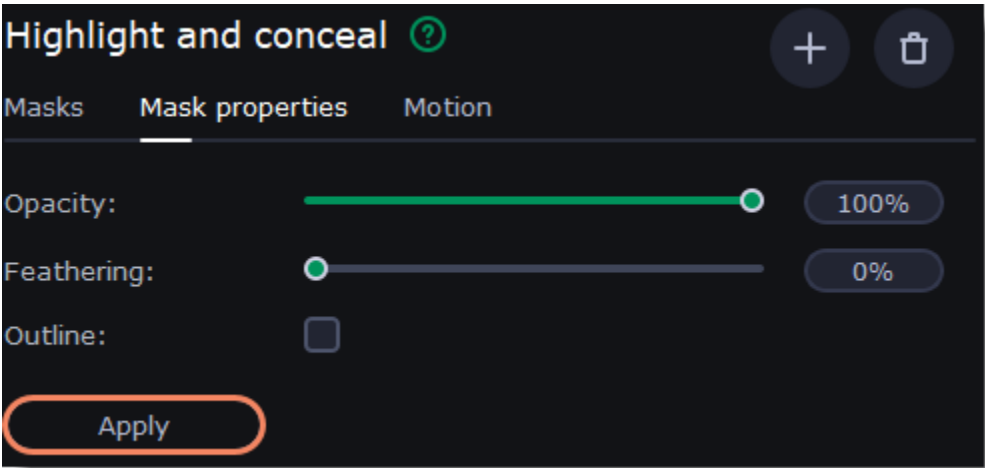 Highlight and conceal ?
Masks Mask properties Motion
Opacity: 100%
Feathering: 0%
Outline:
Apply